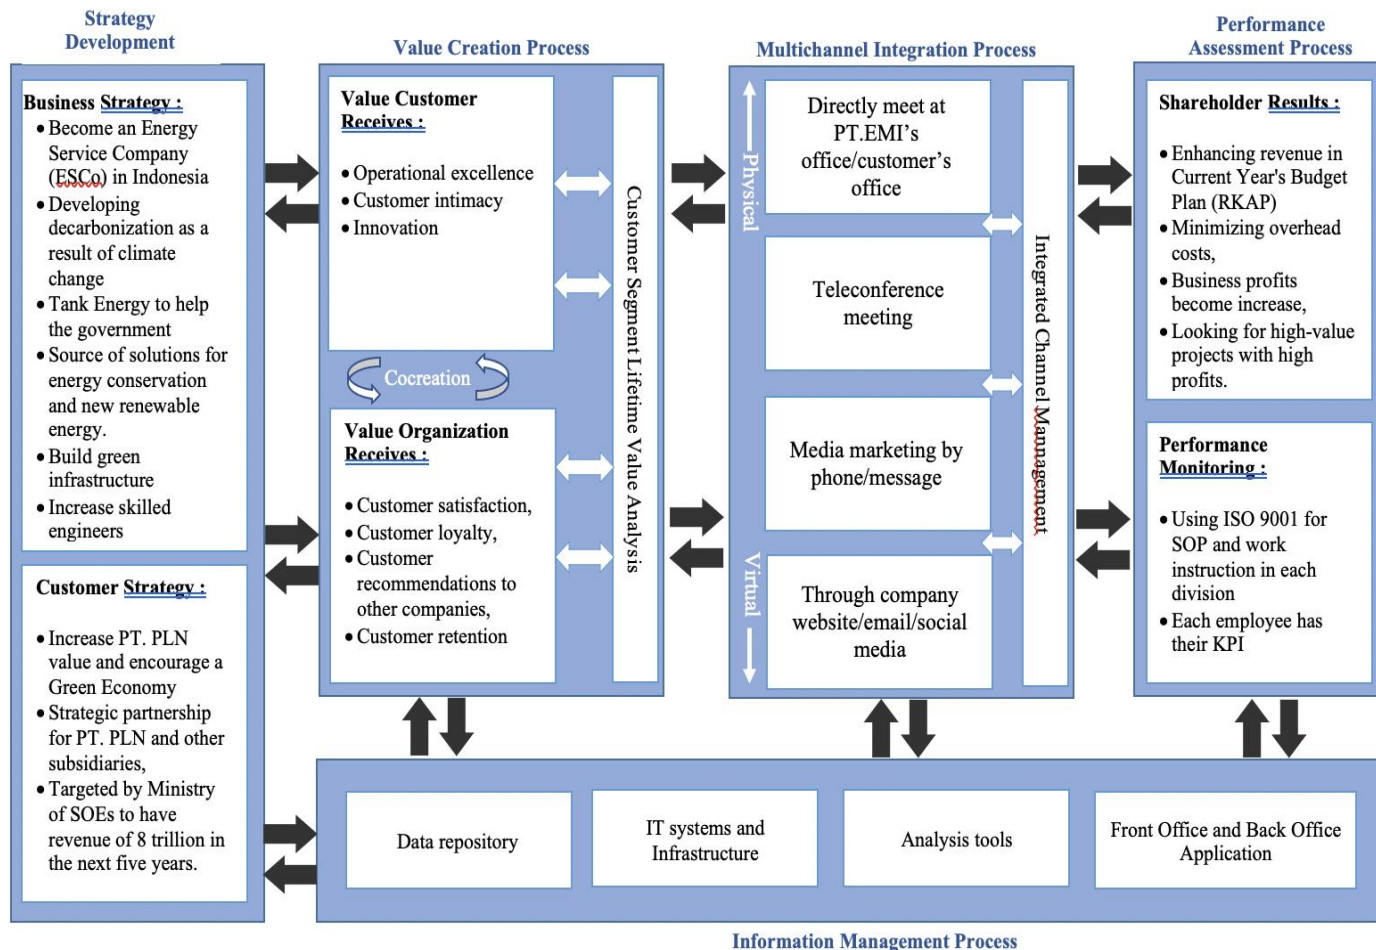 Strategy
Development
Business Strategy :
• Become an Energy
Service Company
(ESCo) in Indonesia
• Developing
decarbonization as a
result of climate
change
• Tank Energy to help
the government
• Source of solutions for
energy conservation
and new renewable
energy.
• Build green
infrastructure
• Increase skilled
engineers
Customer Strategy :
• Increase PT. PLN
value and encourage a
Green Economy
• Strategic partnership
for PT. PLN and other
subsidiaries,
• Targeted by Ministry
of SOEs to have
revenue of 8 trillion in
the next five years.
Value Creation Process
Value Customer
Receives :
• Operational excellence
• Customer intimacy
• Innovation
Cocreation
Value Organization
Receives :
• Customer satisfaction,
• Customer loyalty,
• Customer
recommendations to
other companies,
• Customer retention
Customer Segment Lifetime Value Analysis
Multichannel Integration Process
Physical
Virtual
Directly meet at
PT.EMI’s
office/customer’s
office
Teleconference
meeting
Media marketing by
phone/message
Through company
website/email/social
media
Integrated Channel Mannagement
Performance
Assessment Process
Shareholder Results :
• Enhancing revenue in
Current Year's Budget
Plan (RKAP)
• Minimizing overhead
costs,
• Business profits
become increase,
• Looking for high-value
projects with high
profits.
Performance
Monitoring :
• Using ISO 9001 for
SOP and work
instruction in each
division
• Each employee has
their KPI
Data repository
IT systems and
Infrastructure
Analysis tools
Front Office and Back Office
Application
Information Management Process